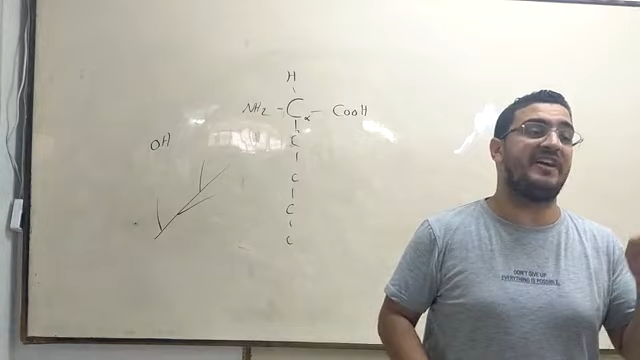 H
NH2 - C α - COOH
C
C
C
C
OH
DON'T GIVE UP
EVERYTHING IS POSSIBLE.